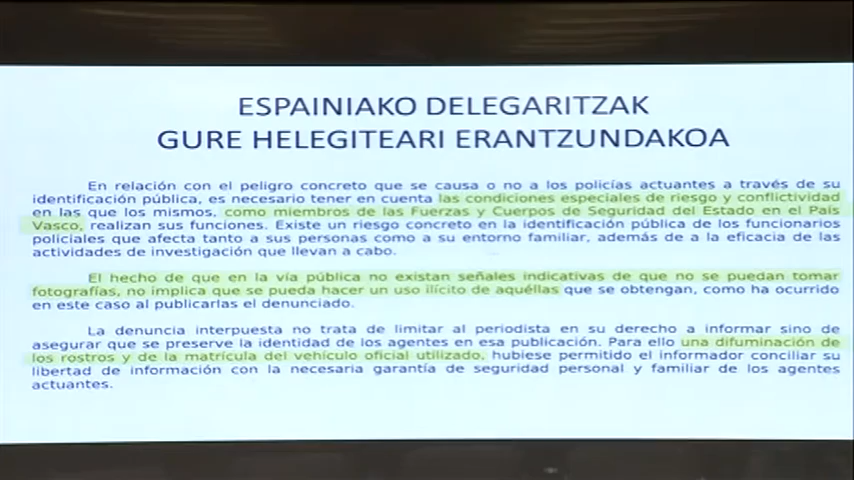 ESPAINIAKO DELEGARITZAK
GURE HELEGITEARI ERANTZUNDAKOA
En relación con el peligro concreto que se causa o no a los policías actuantes a través de su
identificación pública, es necesario tener en cuenta las condiciones especiales de riesgo y conflictividad
en las que los mismos, como miembros de las Fuerzas y Cuerpos de Seguridad del Estado en el País
Vasco, realizan sus funciones. Existe un riesgo concreto en la identificación pública de los funcionarios
policiales que afecta tanto a sus personas como a su entorno familiar, además de a la eficacia de las
actividades de investigación que llevan a cabo.
El hecho de que en la vía pública no existan señales indicativas de que no se puedan tomar
fotografías, no implica que se pueda hacer un uso ilícito de aquéllas que se obtengan, como ha ocurrido
en este caso al publicarlas el denunciado.
La denuncia interpuesta no trata de limitar al periodista en su derecho a informar sino de
asegurar que se preserve la identidad de los agentes en esa publicación. Para ello una difuminación de
los rostros y de la matrícula del vehículo oficial utilizado, hubiese permitido el informador conciliar su
libertad de información con la necesaria garantía de seguridad personal y familiar de los agentes
actuantes.